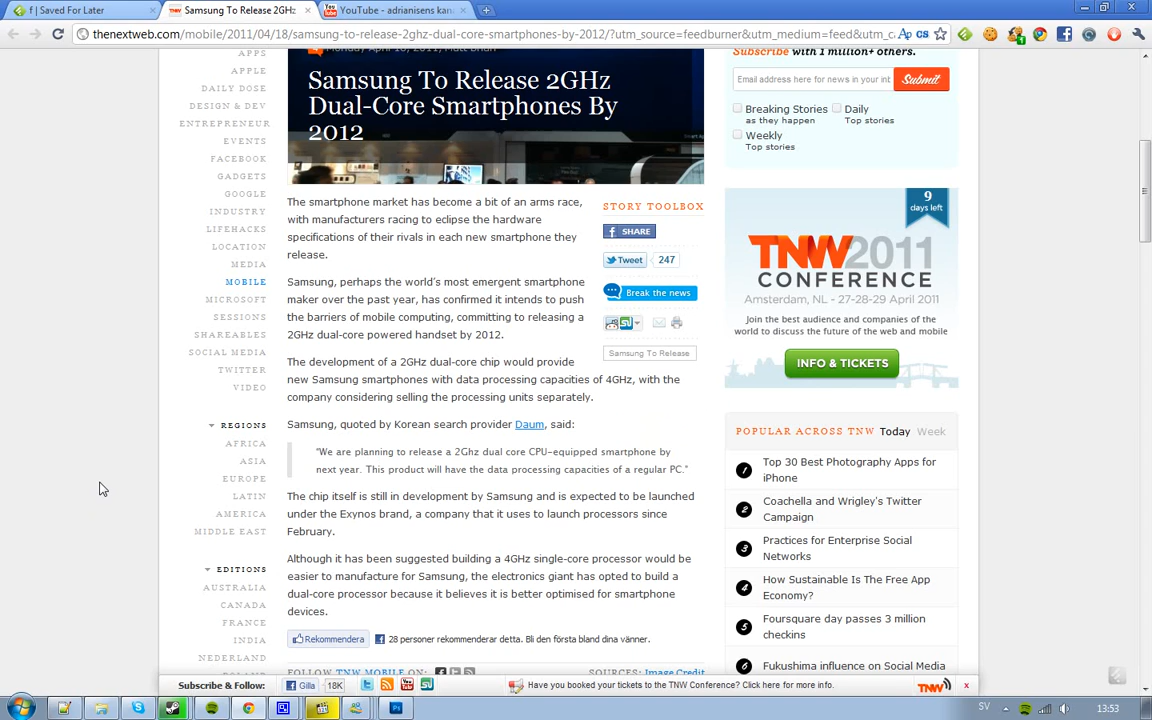 f | Saved For Later
Samsung To Release 2GHz
YouTube - adrianisens kana
thenextweb.com/mobile/2011/04/18/samsung-to-release-2ghz-dual-core-smartphones-by-2012/?utm_source=feedburner&utm_medium=feed&utm_c
APPS
APPLE
DAILY DOSE
DESIGN & DEV
ENTREPRENEUR
EVENTS
FACEBOOK
GADGETS
GOOGLE
INDUSTRY
LIFEHACKS
LOCATION
MEDIA
MOBILE
MICROSOFT
SESSIONS
SHAREABLES
SOCIAL MEDIA
TWITTER
VIDEO
REGIONS
AFRICA
ASIA
EUROPE
LATIN
AMERICA
MIDDLE EAST
EDITIONS
AUSTRALIA
CANADA
FRANCE
INDIA
NEDERLAND
Samsung To Release 2GHz
Dual-Core Smartphones By
2012
The smartphone market has become a bit of an arms race,
with manufacturers racing to eclipse the hardware
specifications of their rivals in each new smartphone they
release.
Samsung, perhaps the world's most emergent smartphone
maker over the past year, has confirmed it intends to push
the barriers of mobile computing, committing to releasing a
2GHz dual-core powered handset by 2012.
The development of a 2GHz dual-core chip would provide
new Samsung smartphones with data processing capacities of 4GHz, with the
company considering selling the processing units separately.
Samsung, quoted by Korean search provider Daum, said:
"We are planning to release a 2Ghz dual core CPU-equipped smartphone by
next year. This product will have the data processing capacities of a regular PC."
The chip itself is still in development by Samsung and is expected to be launched
under the Exynos brand, a company that it uses to launch processors since
February.
Although it has been suggested building a 4GHz single-core processor would be
easier to manufacture for Samsung, the electronics giant has opted to build a
dual-core processor because it believes it is better optimised for smartphone
devices.
Rekommendera
28 personer rekommenderar detta. Bli den första bland dina vänner.
FOLLOW TNW MOBILE ON:
SOURCES: Image Credit
STORY TOOLBOX
SHARE
Tweet 247
Break the news
Samsung To Release
Subscribe with 1 million+ others.
Email address here for news in your int
Submit
Breaking Stories
as they happen
Daily
Top stories
Weekly
Top stories
9
days left
TNW2011
CONFERENCE
Amsterdam, NL - 27-28-29 April 2011
Join the best audience and companies of the
world to discuss the future of the web and mobile
INFO & TICKETS
POPULAR ACROSS TNW Today Week
1 Top 30 Best Photography Apps for
iPhone
2 Coachella and Wrigley's Twitter
Campaign
3 Practices for Enterprise Social
Networks
4 How Sustainable Is The Free App
Economy?
5 Foursquare day passes 3 million
checkins
6 Fukushima influence on Social Media
Subscribe & Follow:
Gilla 18K
Have you booked your tickets to the TNW Conference? Click here for more info.
TNW
x
SV
13:53